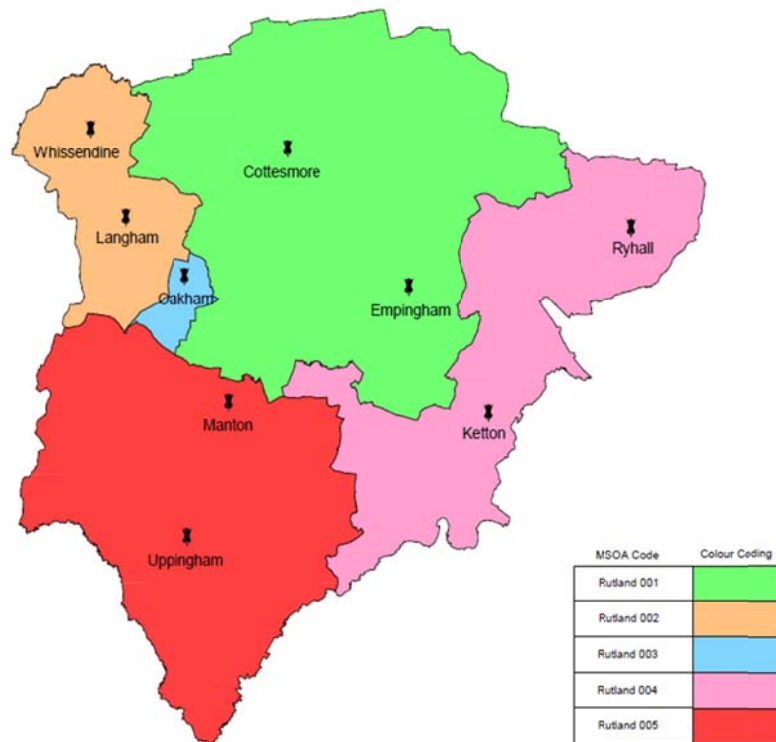 Whissendine
Cottesmore
Langham
Ryhall
Oakham
Empingham
Manton
Ketton
Uppingham
MSOA Code Colour Coding
Rutland 001
Rutland 002
Rutland 003
Rutland 004
Rutland 005